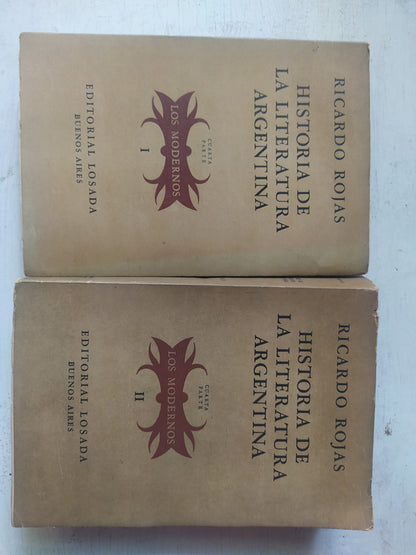 RICARDO ROJAS
HISTORIA DE
LA LITERATURA
ARGENTINA
CUARTA
PARTE
LOS MODERNOS
I
EDITORIAL LOSADA
BUENOS AIRES
RICARDO ROJAS
HISTORIA DE
LA LITERATURA
ARGENTINA
CUARTA
PARTE
LOS MODERNOS
II
EDITORIAL LOSADA
BUENOS AIRES